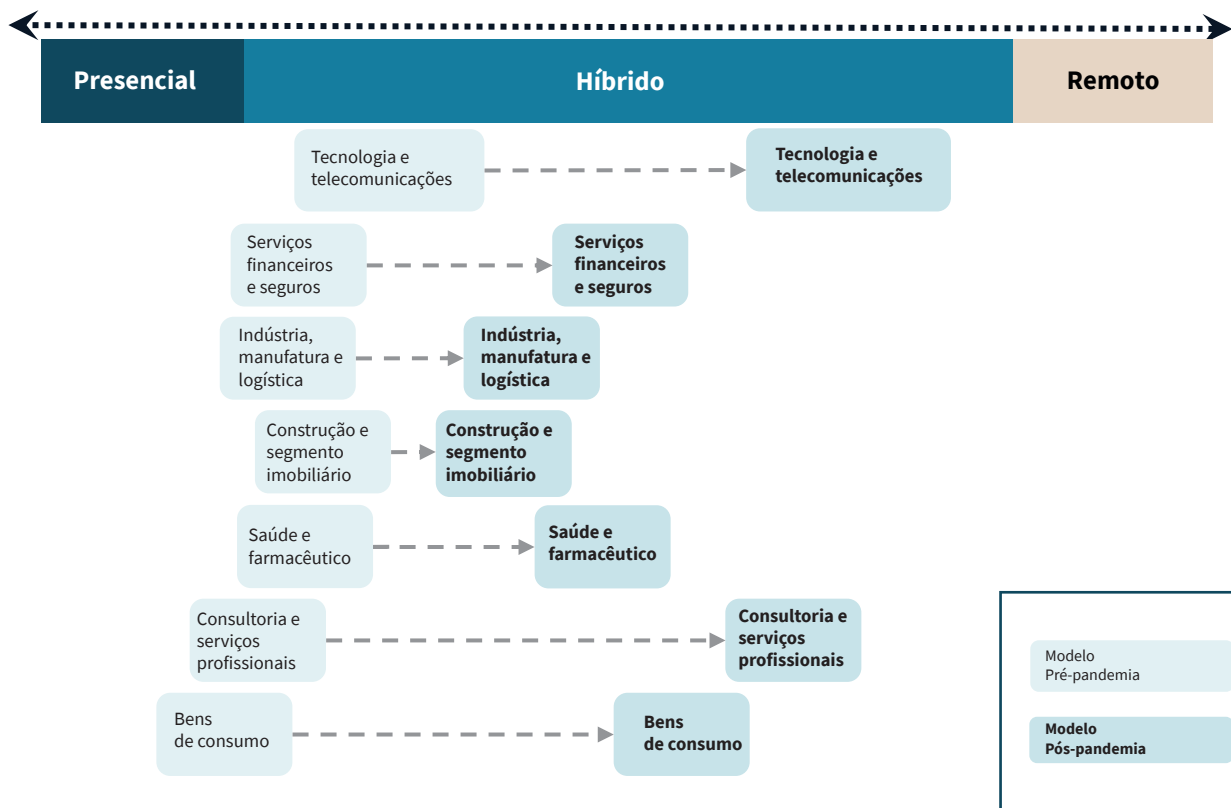 Presencial
Híbrido
Remoto
Tecnologia e
telecomunicações
Tecnologia e
telecomunicações
Serviços
financeiros
e seguros
Serviços
financeiros
e seguros
Indústria,
manufatura e
logística
Indústria,
manufatura e
logística
Construção e
segmento
imobiliário
Construção e
segmento
imobiliário
Saúde e
farmacêutico
Saúde e
farmacêutico
Consultoria e
serviços
profissionais
Consultoria e
serviços
profissionais
Bens
de consumo
Bens
de consumo
Modelo
Pré-pandemia
Modelo
Pós-pandemia